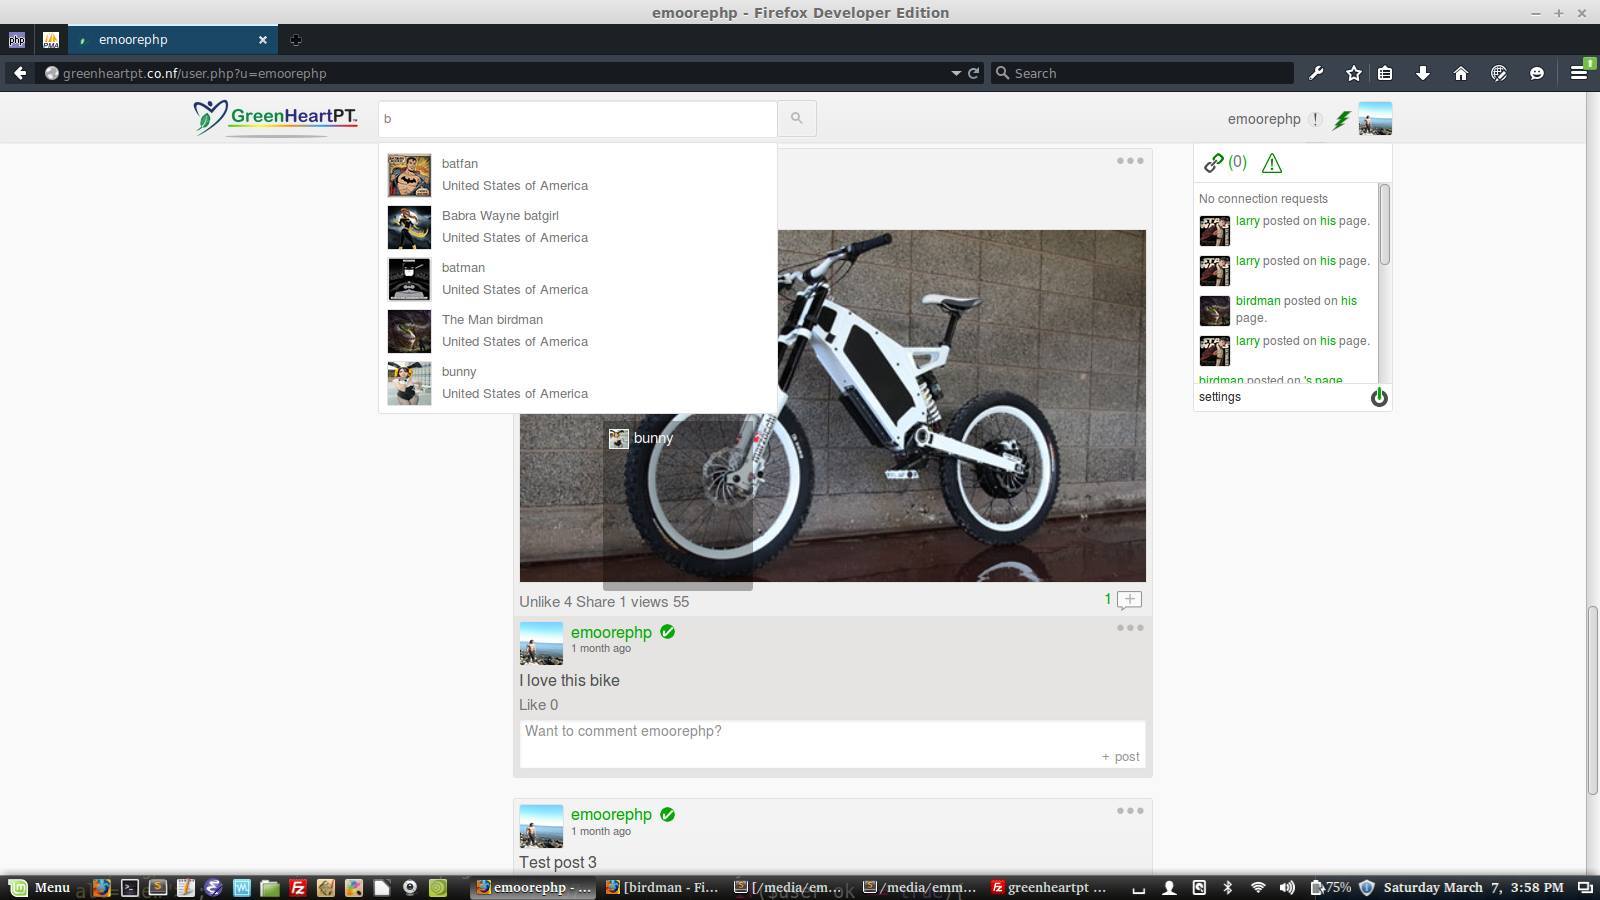 emoorephp - Firefox Developer Edition
php
PMA
emoorephp
greenheartpt.co.nf/user.php?u=emoorephp
Search
GreenHeartPT
b
emoorephp
batfan
United States of America
Babra Wayne batgirl
United States of America
batman
United States of America
The Man birdman
United States of America
bunny
United States of America
(0)
No connection requests
larry posted on his page.
larry posted on his page.
birdman posted on his
page.
larry posted on his page.
birdman posted on 's page
settings
bunny
marzocchi
Unlike 4 Share 1 views 55
1
emoorephp
1 month ago
I love this bike
Like 0
Want to comment emoorephp?
+ post
emoorephp
1 month ago
Test post 3
Menu
emoorephp - ...
[birdman - Fi...
[/media/em...
/media/emm...
greenheartpt ...
75%
Saturday March 7, 3:58 PM